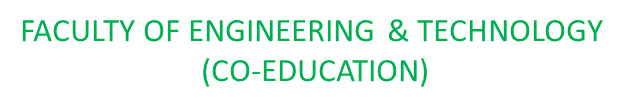 FACULTY OF ENGINEERING & TECHNOLOGY
(CO-EDUCATION)